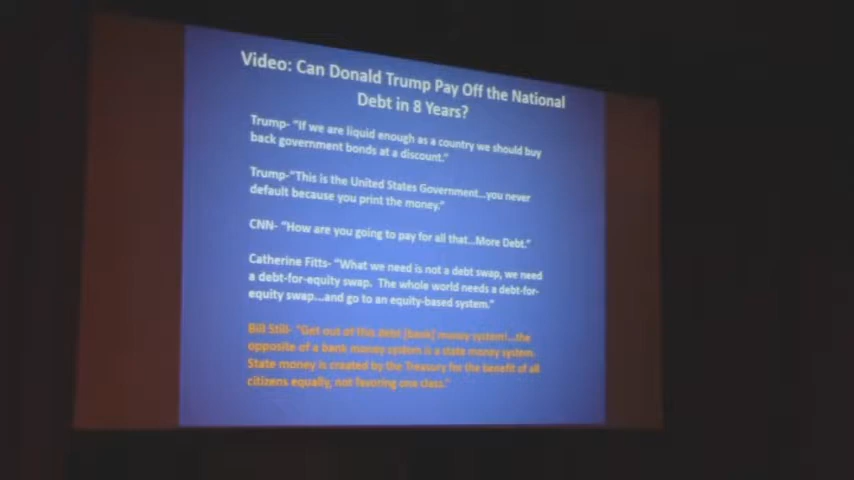 Video: Can Donald Trump Pay Off the National
Debt in 8 Years?
Trump- "If we are liquid enough as a country we should buy
back government bonds at a discount."
Trump-"This is the United States Government...you never
default because you print the money."
CNN- "How are you going to pay for all that...More Debt."
Catherine Fitts- "What we need is not a debt swap, we need
a debt-for-equity swap. The whole world needs a debt-for-
equity swap...and go to an equity-based system."
Bill Still- "Get out of this debt [bank] money system!...the
opposite of a bank money system is a state money system.
State money is created by the Treasury for the benefit of all
citizens equally, not favoring one class."